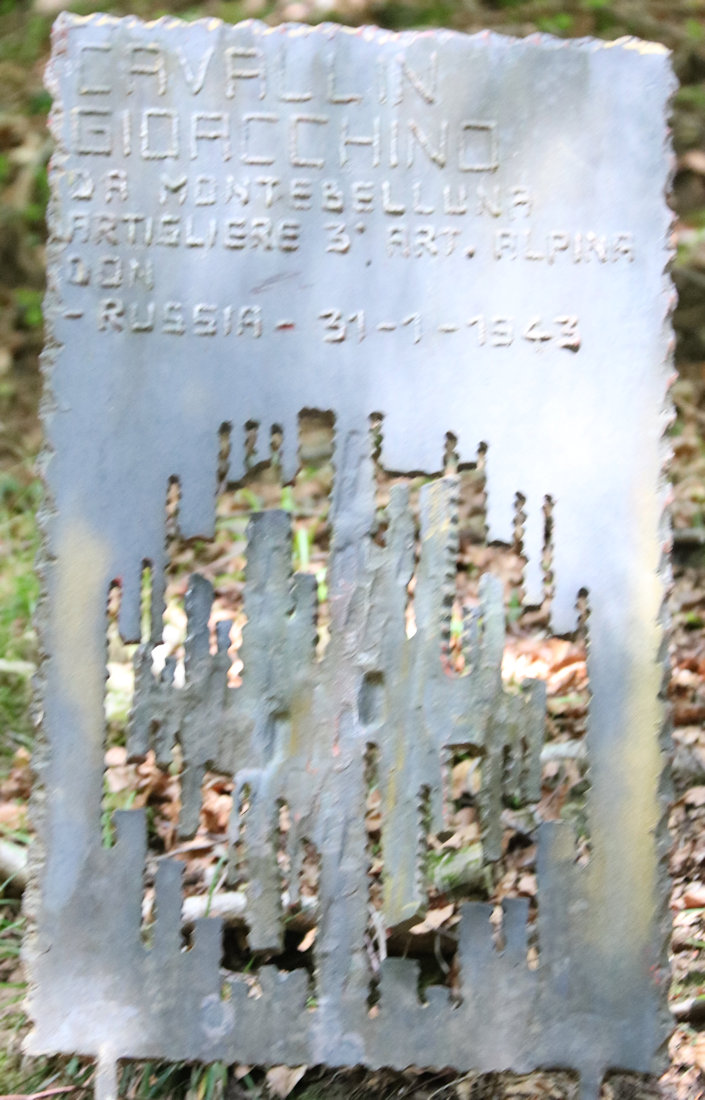 CAVALLIN
GIOACCHINO
DA MONTEBELLUNA
ARTIGLIERE 3° ART. ALPINA
DON
- RUSSIA - 31-1-1943